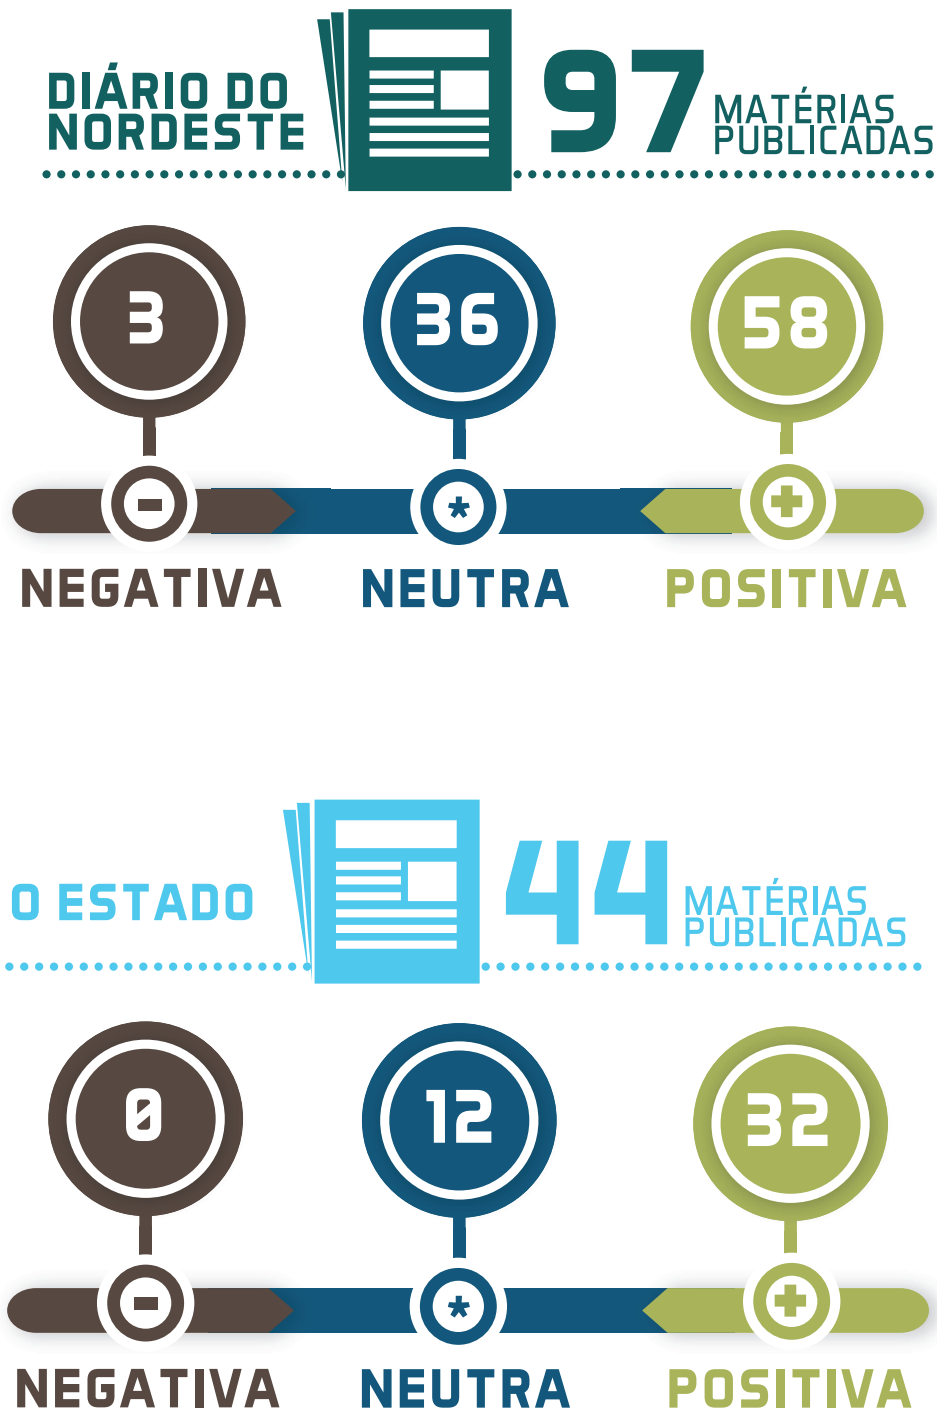 DIÁRIO DO
NORDESTE
97
MATÉRIAS
PUBLICADAS
3
36
58
-
*
+
NEGATIVA
NEUTRA
POSITIVA
O ESTADO
44
MATÉRIAS
PUBLICADAS
0
12
32
-
*
+
NEGATIVA
NEUTRA
POSITIVA